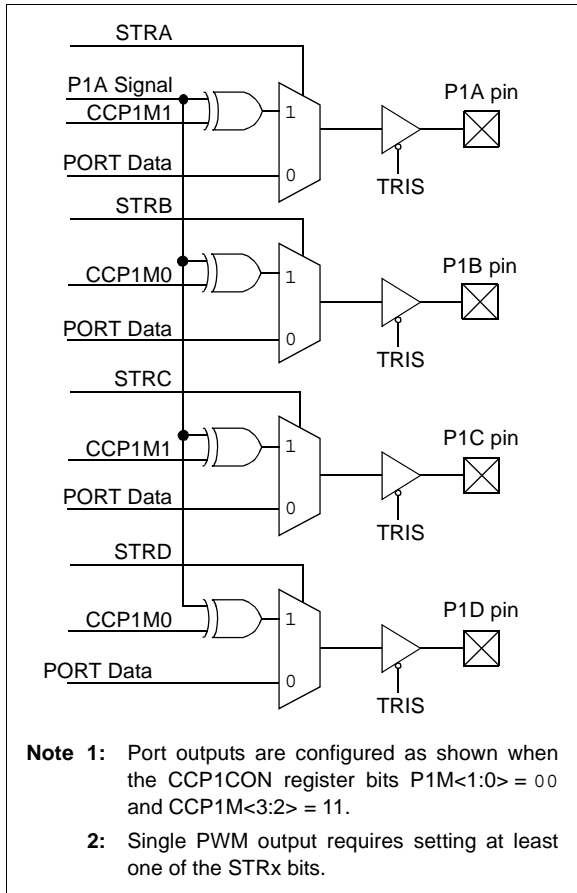 STRA
P1A Signal
CCP1M1
1
P1A pin
PORT Data
0
TRIS
STRB
CCP1M0
1
P1B pin
PORT Data
0
TRIS
STRC
CCP1M1
1
P1C pin
PORT Data
0
TRIS
STRD
CCP1M0
1
P1D pin
PORT Data
0
TRIS
Note 1: Port outputs are configured as shown when
the CCP1CON register bits P1M<1:0> = 00
and CCP1M<3:2> = 11.
2: Single PWM output requires setting at least
one of the STRx bits.